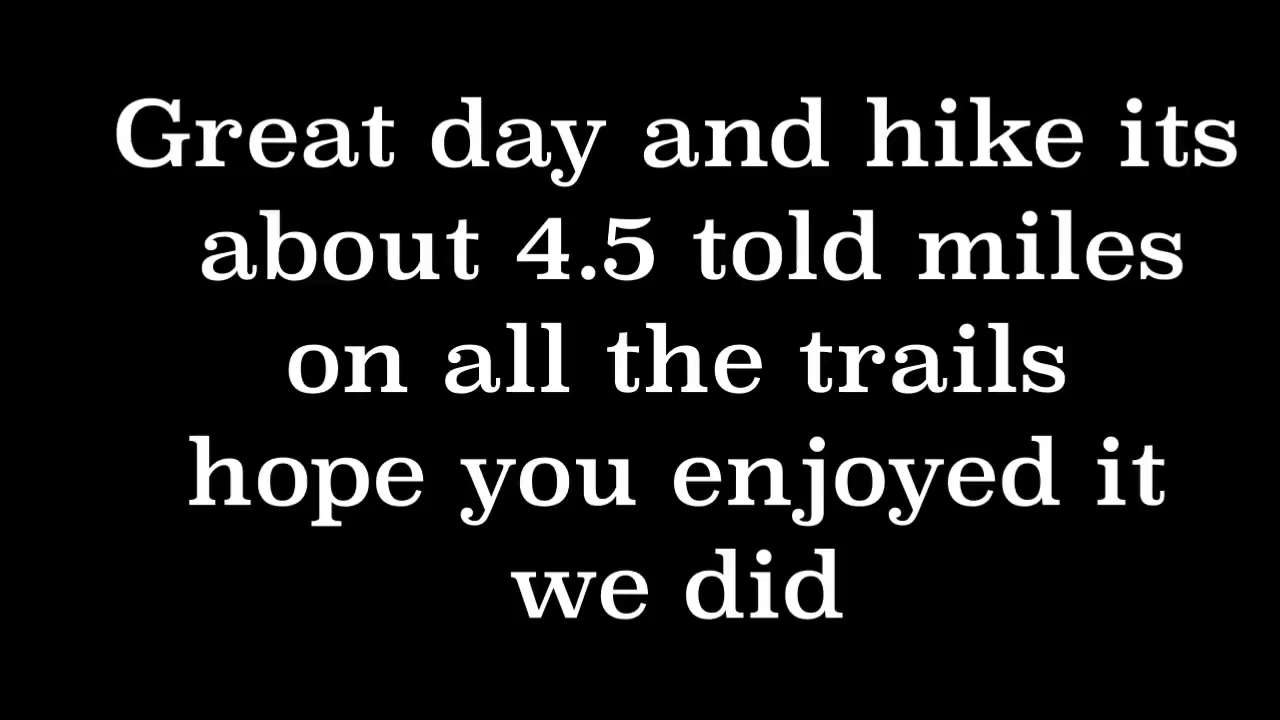 Great day and hike its
about 4.5 told miles
on all the trails
hope you enjoyed it
we did